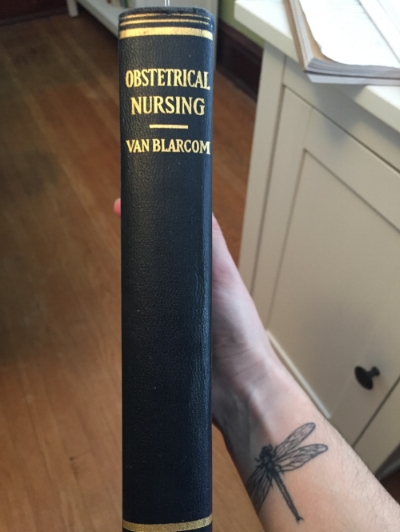 OBSTETRICAL
NURSING
VAN BLARCOM